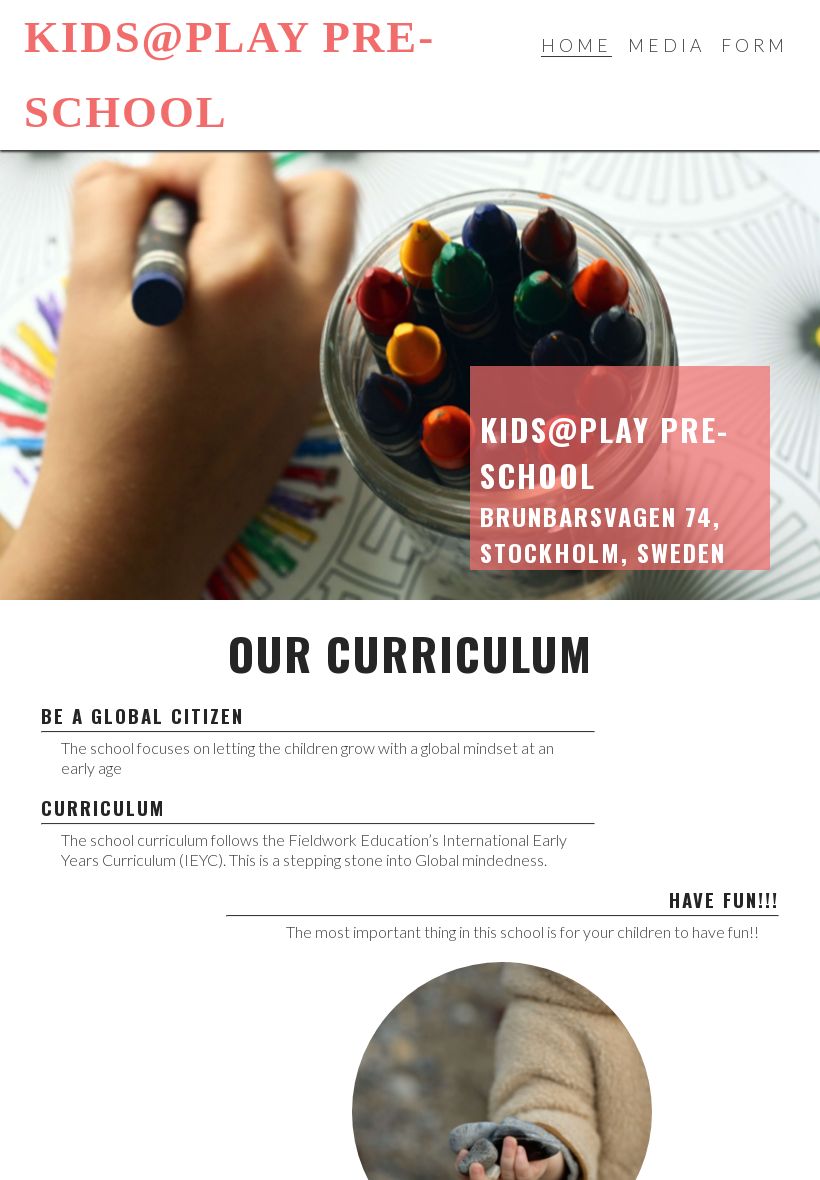 KIDS@PLAY PRE-
SCHOOL
HOME MEDIA FORM
KIDS@PLAY PRE-
SCHOOL
BRUNBARSVAGEN 74,
STOCKHOLM, SWEDEN
OUR CURRICULUM
BE A GLOBAL CITIZEN
The school focuses on letting the children grow with a global mindset at an
early age
CURRICULUM
The school curriculum follows the Fieldwork Education’s International Early
Years Curriculum (IEYC). This is a stepping stone into Global mindedness.
HAVE FUN!!!
The most important thing in this school is for your children to have fun!!